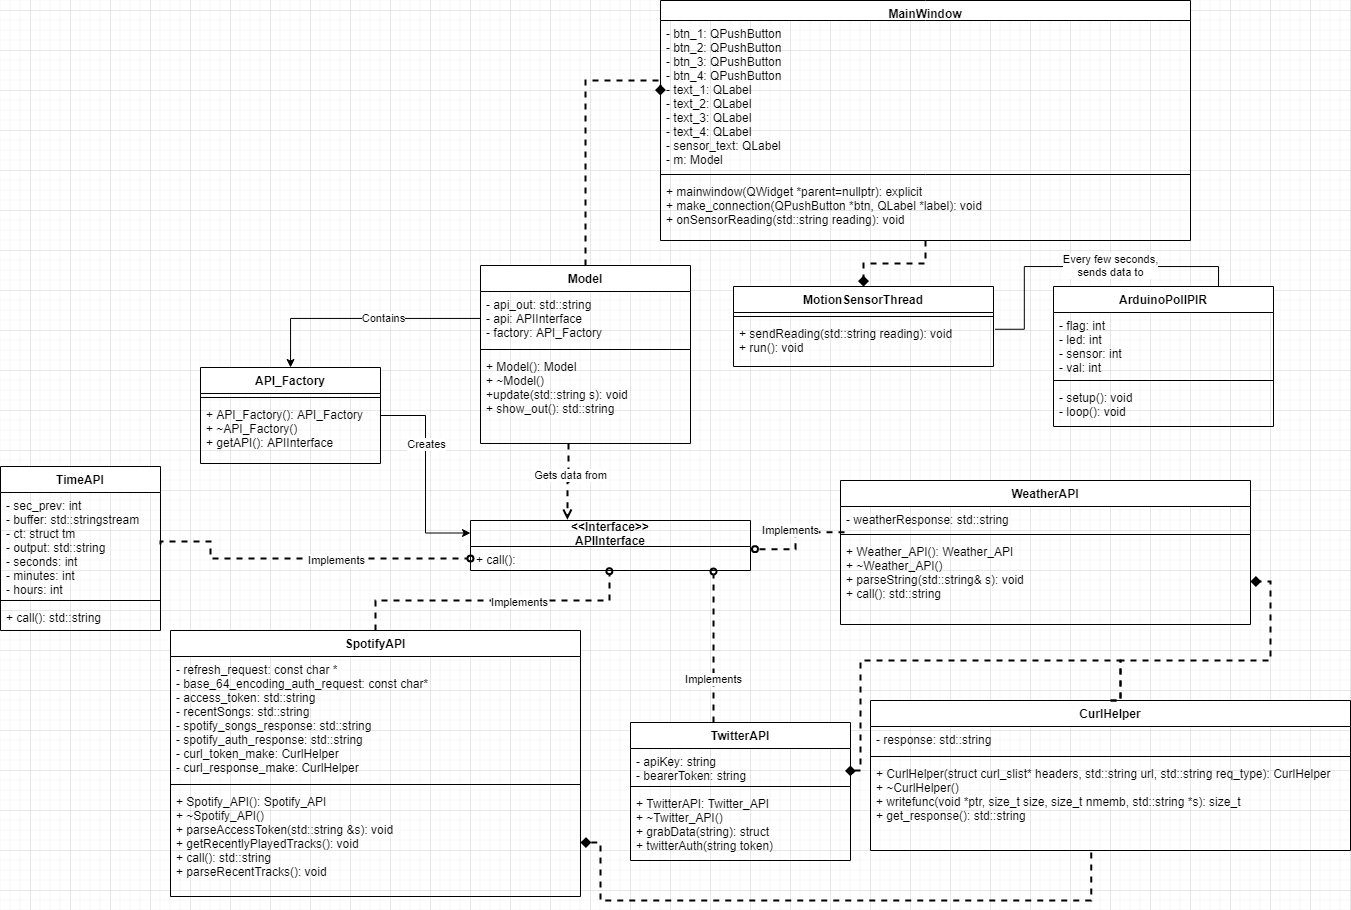 MainWindow
- btn_1: QPushButton
- btn_2: QPushButton
- btn_3: QPushButton
- btn_4: QPushButton
- text_1: QLabel
- text_2: QLabel
- text_3: QLabel
- text_4: QLabel
- sensor_text: QLabel
- m: Model
+ mainwindow(QWidget *parent=nullptr): explicit
+ make_connection(QPushButton *btn, QLabel *label): void
+ onSensorReading(std::string reading): void
Model
- api_out: std::string
- api: APIInterface
- factory: API_Factory
+ Model(): Model
+ ~Model()
+update(std::string s): void
+ show_out(): std::string
MotionSensorThread
+ sendReading(std::string reading): void
+ run(): void
Every few seconds,
sends data to
ArduinoPollPIR
- flag: int
- led: int
- sensor: int
- val: int
- setup(): void
- loop(): void
Contains
API_Factory
+ API_Factory(): API_Factory
+ ~API_Factory()
+ getAPI(): APIInterface
Creates
Gets data from
TimeAPI
- sec_prev: int
- buffer: std::stringstream
- ct: struct tm
- output: std::string
- seconds: int
- minutes: int
- hours: int
+ call(): std::string
Implements
<<Interface>>
APIInterface
+ call():
Implements
WeatherAPI
- weatherResponse: std::string
+ Weather_API(): Weather_API
+ ~Weather_API()
+ parseString(std::string& s): void
+ call(): std::string
Implements
SpotifyAPI
- refresh_request: const char *
- base_64_encoding_auth_request: const char*
- access_token: std::string
- recentSongs: std::string
- spotify_songs_response: std::string
- spotify_auth_response: std::string
- curl_token_make: CurlHelper
- curl_response_make: CurlHelper
+ Spotify_API(): Spotify_API
+ ~Spotify_API()
+ parseAccessToken(std::string &s): void
+ getRecentlyPlayedTracks(): void
+ call(): std::string
+ parseRecentTracks(): void
Implements
TwitterAPI
- apiKey: string
- bearerToken: string
+ TwitterAPI: Twitter_API
+ ~Twitter_API()
+ grabData(string): struct
+ twitterAuth(string token)
CurlHelper
- response: std::string
+ CurlHelper(struct curl_slist* headers, std::string url, std::string req_type): CurlHelper
+ ~CurlHelper()
+ writefunc(void *ptr, size_t size, size_t nmemb, std::string *s): size_t
+ get_response(): std::string